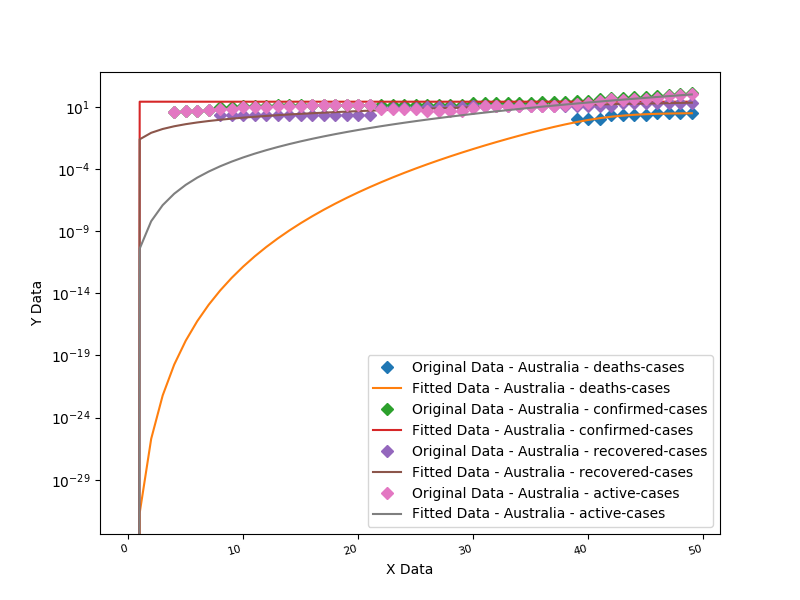 10^1
10^-4
10^-9
10^-14
10^-19
10^-24
10^-29
Y Data
0 10 20 30 40 50
X Data
Original Data - Australia - deaths-cases
Fitted Data - Australia - deaths-cases
Original Data - Australia - confirmed-cases
Fitted Data - Australia - confirmed-cases
Original Data - Australia - recovered-cases
Fitted Data - Australia - recovered-cases
Original Data - Australia - active-cases
Fitted Data - Australia - active-cases